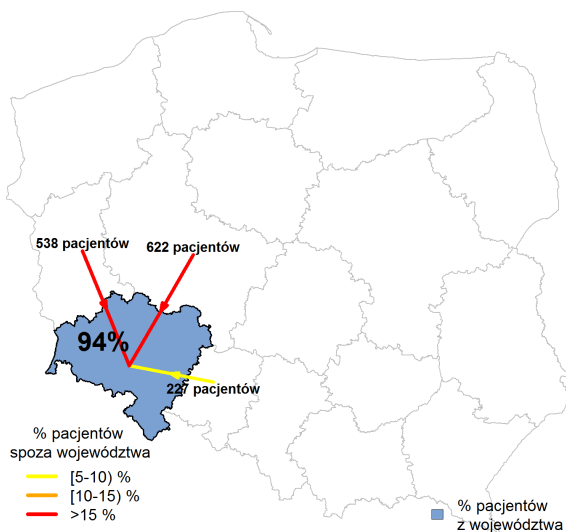 538 pacjentów
622 pacjentów
94%
227 pacjentów
% pacjentów
spoza województwa
[5-10) %
[10-15) %
>15 %
% pacjentów
z województwa